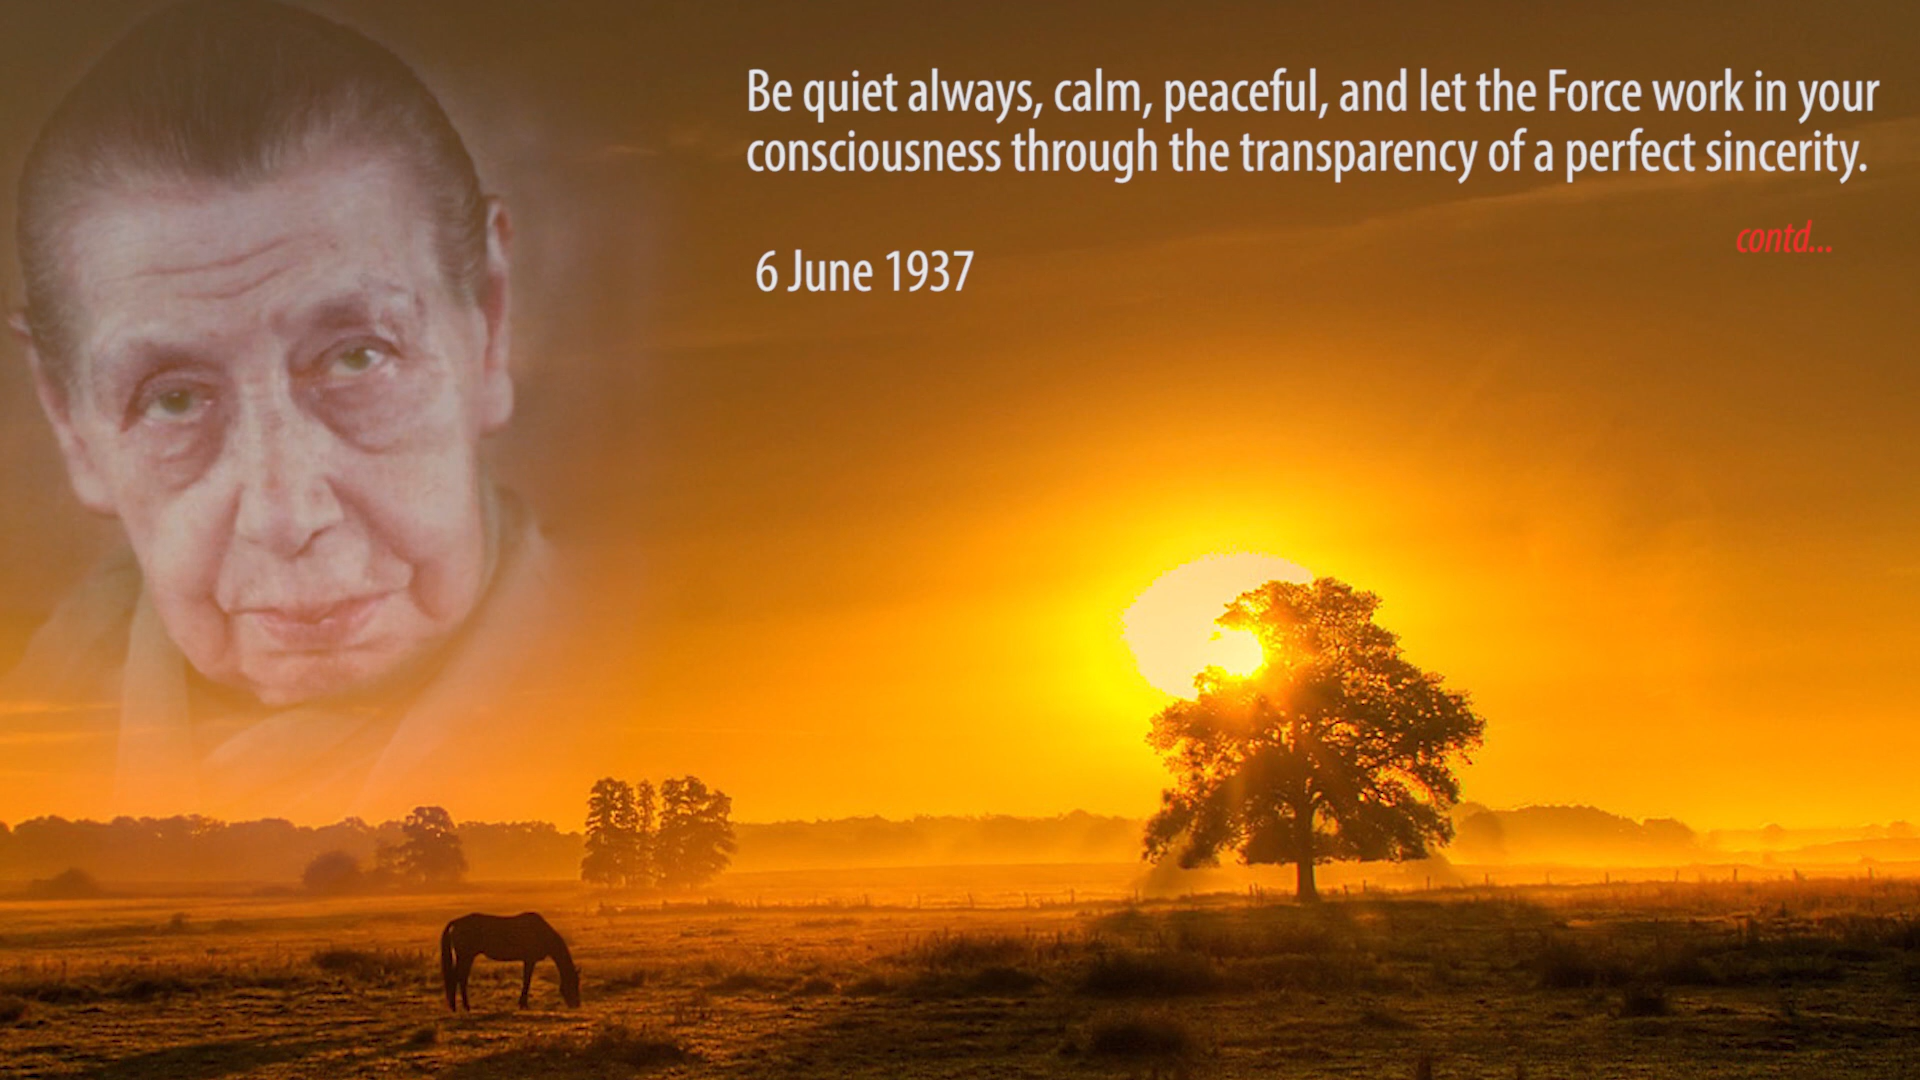 Be quiet always, calm, peaceful, and let the Force work in your
consciousness through the transparency of a perfect sincerity.
contd...
6 June 1937